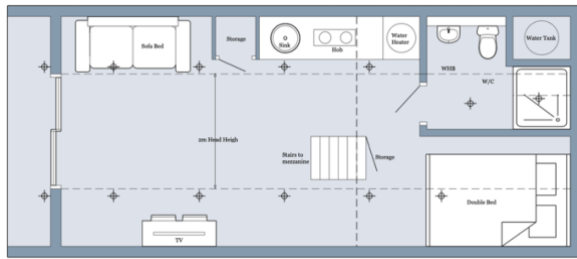 Sofa Bed
Storage
Sink
Hob
Water
Heater
WHB
W/C
Water Tank
2m Head Heigh
Stairs to
mezzanine
Storage
Double Bed
TV